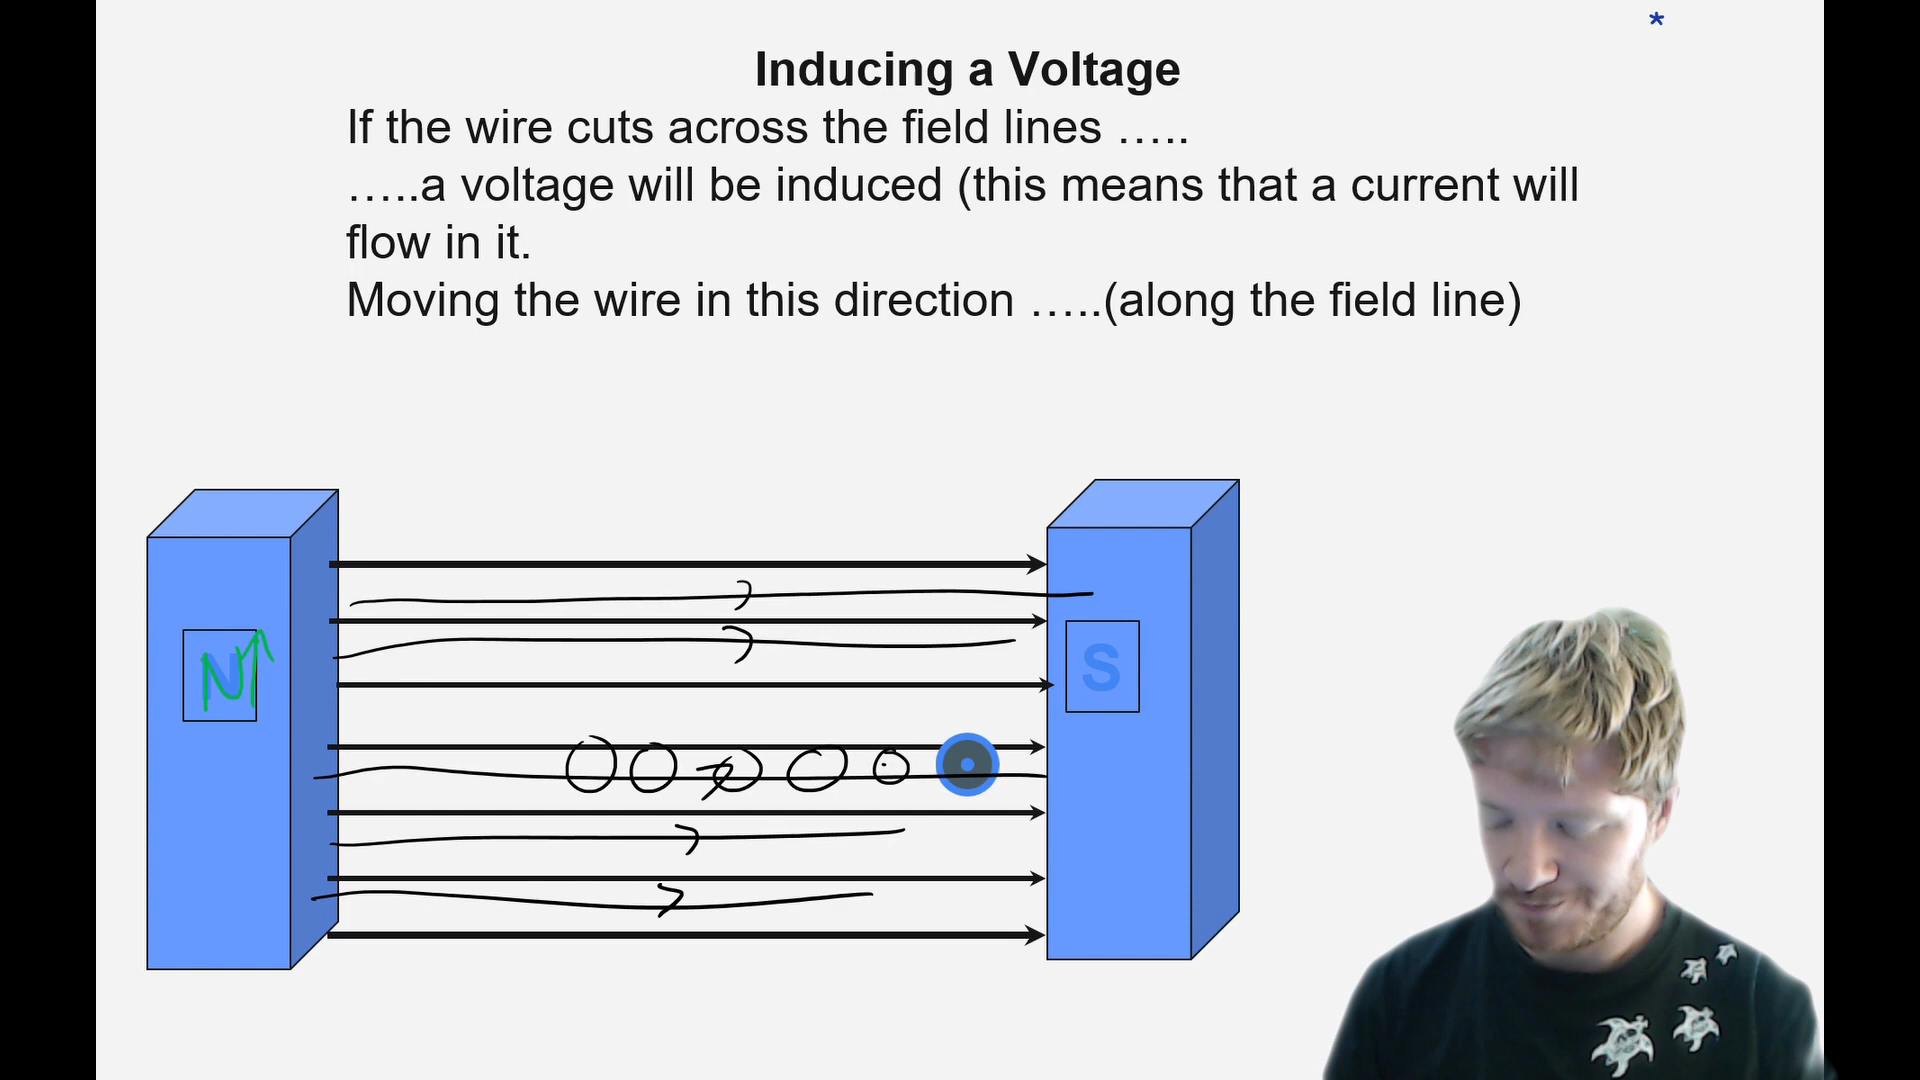 *
Inducing a Voltage
If the wire cuts across the field lines …..
…..a voltage will be induced (this means that a current will
flow in it.
Moving the wire in this direction …..(along the field line)
N
S